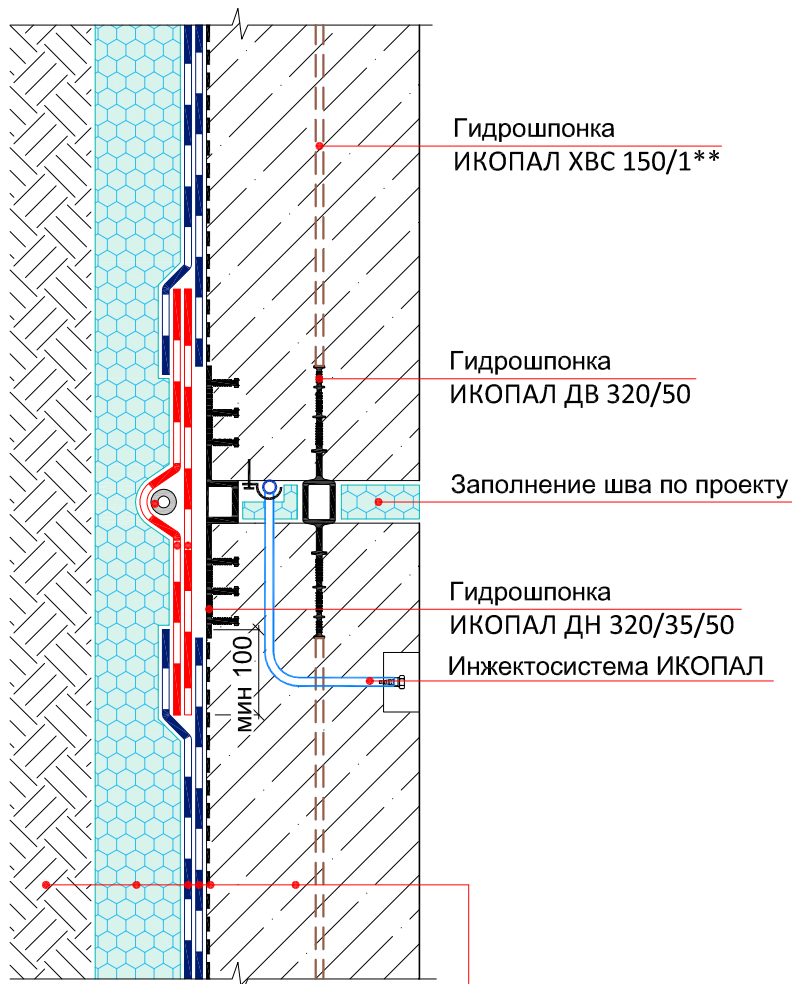 Гидрошпонка
ИКОПАЛ ХВС 150/1**
Гидрошпонка
ИКОПАЛ ДВ 320/50
Заполнение шва по проекту
Гидрошпонка
ИКОПАЛ ДН 320/35/50
Инжектосистема ИКОПАЛ
мин 100